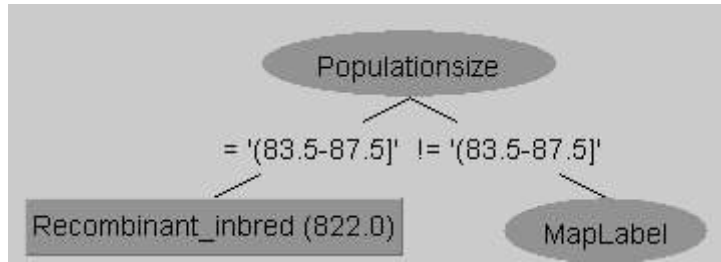 Populationsize
= '(83.5-87.5]' != '(83.5-87.5]'
Recombinant_inbred (822.0)
MapLabel